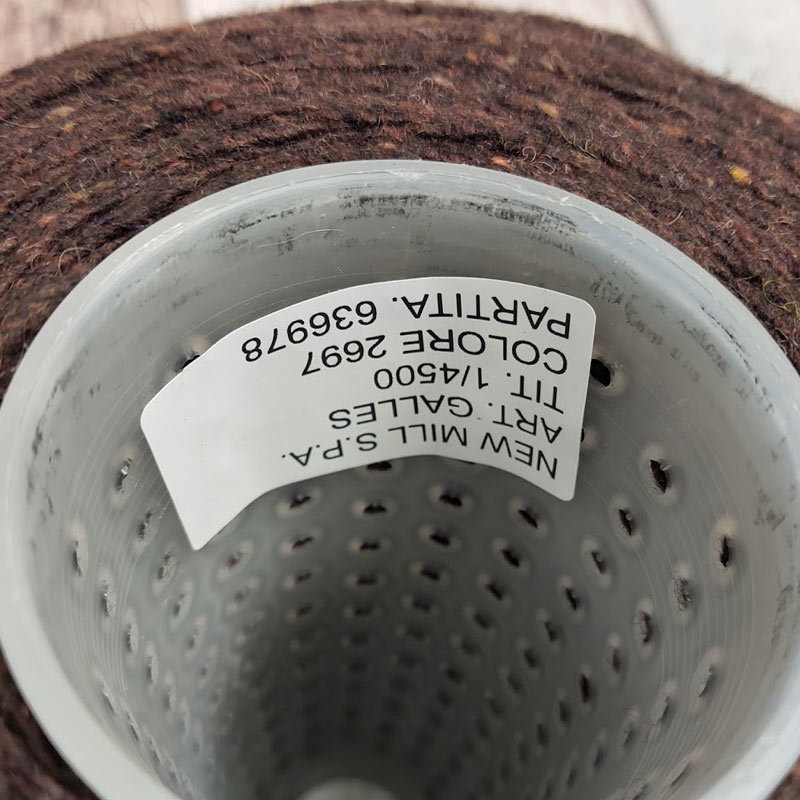 NEW MILL S.P.A.
ART. GALLES
TIT. 1/4500
COLORE 2697
PARTITA. 636978